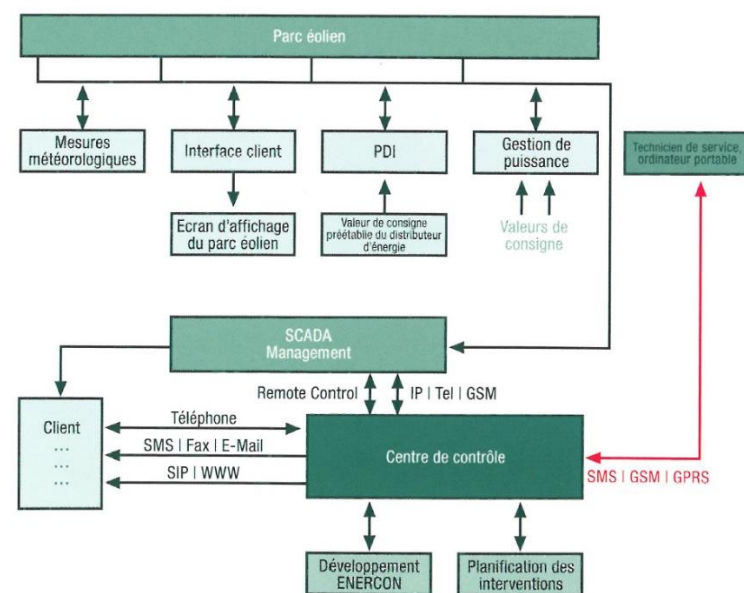 Parc éolien
Mesures
météorologiques
Interface client
PDI
Gestion de
puissance
Technicien de service,
ordinateur portable
Ecran d'affichage
du parc éolien
Valeur de consigne
préétablie du distributeur
d'énergie
Valeurs de
consigne
SCADA
Management
Remote Control
IP | Tel | GSM
Client
...
...
...
Téléphone
SMS | Fax | E-Mail
SIP | WWW
Centre de contrôle
SMS | GSM | GPRS
Développement
ENERCON
Planification des
interventions